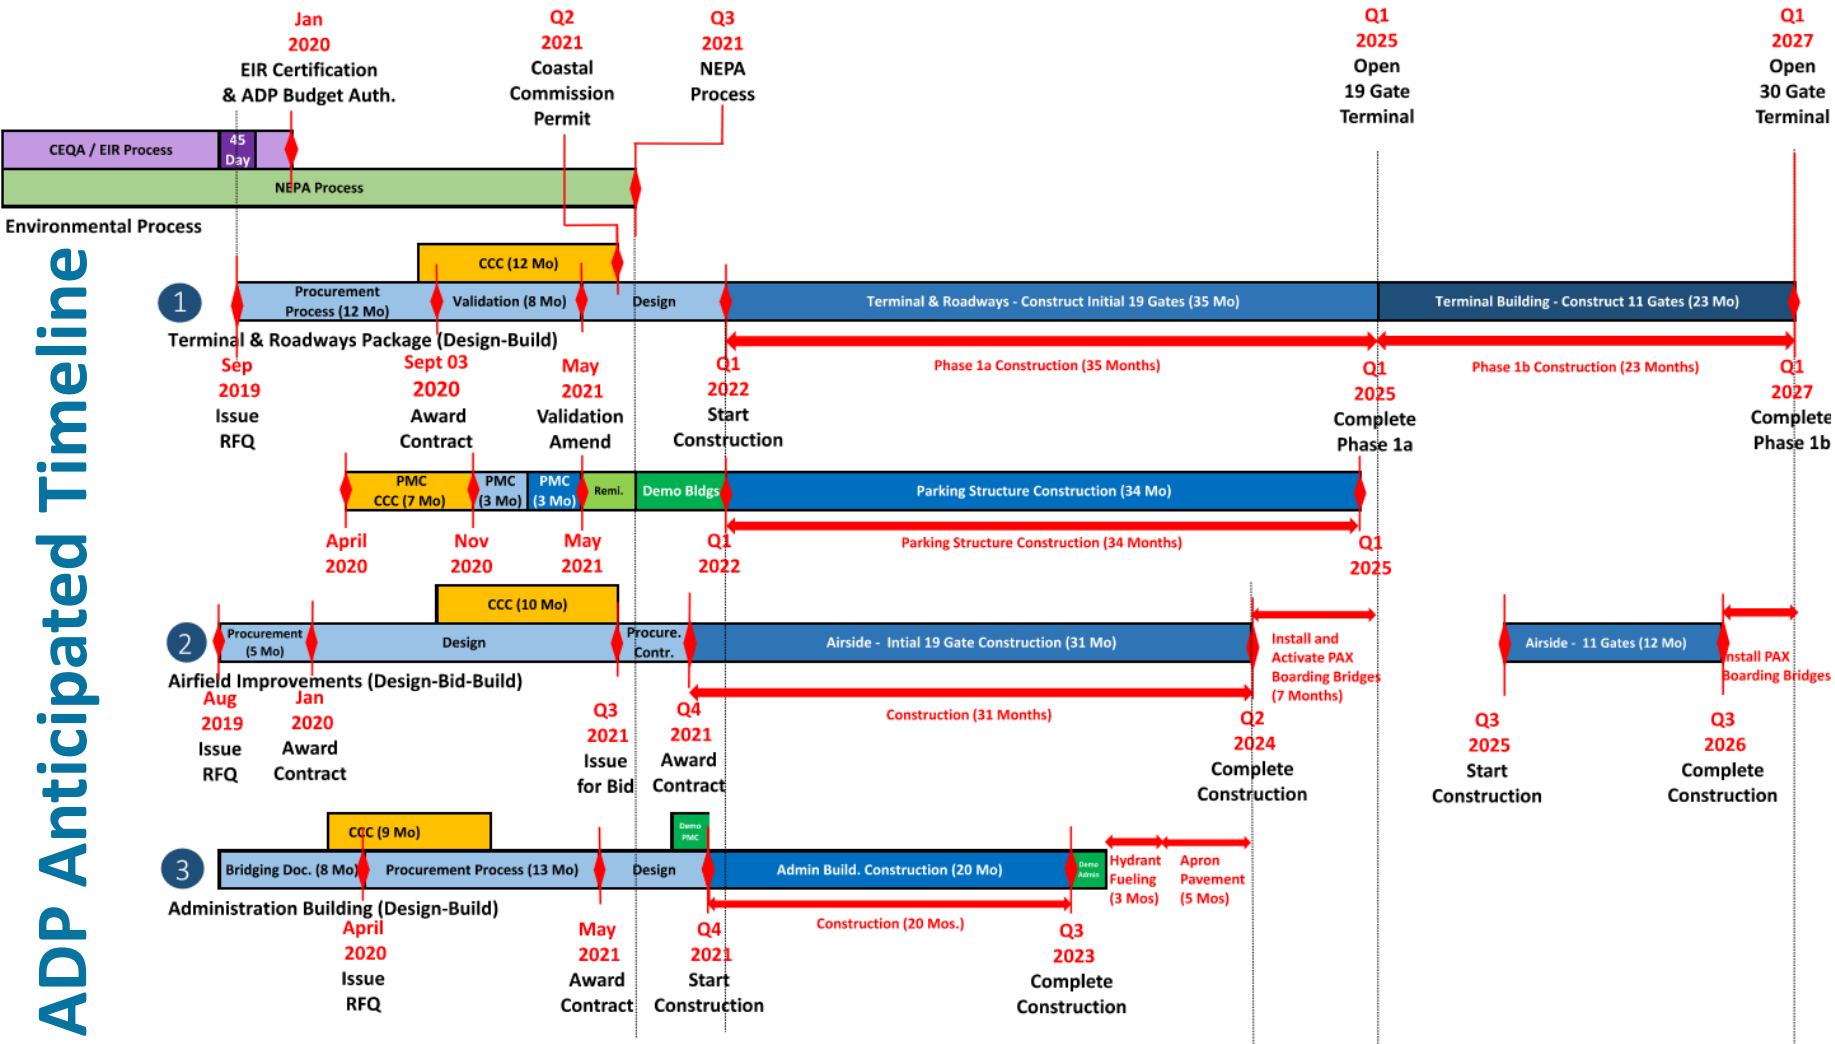 ADP Anticipated Timeline
Jan
2020
EIR Certification
& ADP Budget Auth.
Q2
2021
Coastal
Commission
Permit
Q3
2021
NEPA
Process
Q1
2025
Open
19 Gate
Terminal
Q1
2027
Open
30 Gate
Terminal
CEQA / EIR Process
45
Day
NEPA Process
Environmental Process
CCC (12 Mo)
1
Procurement
Process (12 Mo)
Validation (8 Mo)
Design
Terminal & Roadways - Construct Initial 19 Gates (35 Mo)
Terminal Building - Construct 11 Gates (23 Mo)
Terminal & Roadways Package (Design-Build)
Phase 1a Construction (35 Months)
Phase 1b Construction (23 Months)
Sep
2019
Issue
RFQ
Sept 03
2020
Award
Contract
May
2021
Validation
Amend
Q1
2022
Start
Construction
Q1
2025
Complete
Phase 1a
Q1
2027
Complete
Phase 1b
PMC
CCC (7 Mo)
PMC
(3 Mo)
PMC
(3 Mo)
Remi.
Demo Bldgs
Parking Structure Construction (34 Mo)
Parking Structure Construction (34 Months)
April
2020
Nov
2020
May
2021
Q1
2022
Q1
2025
CCC (10 Mo)
2
Procurement
(5 Mo)
Design
Procure.
Contr.
Airside - Intial 19 Gate Construction (31 Mo)
Install and
Activate PAX
Boarding Bridges
(7 Months)
Airside - 11 Gates (12 Mo)
Install PAX
Boarding Bridges
Airfield Improvements (Design-Bid-Build)
Construction (31 Months)
Aug
2019
Issue
RFQ
Jan
2020
Award
Contract
Q3
2021
Issue
for Bid
Q4
2021
Award
Contract
Q2
2024
Complete
Construction
Q3
2025
Start
Construction
Q3
2026
Complete
Construction
CCC (9 Mo)
Demo
PMC
3
Bridging Doc. (8 Mo)
Procurement Process (13 Mo)
Design
Admin Build. Construction (20 Mo)
Demo
Admin
Hydrant
Fueling
(3 Mos)
Apron
Pavement
(5 Mos)
Administration Building (Design-Build)
Construction (20 Mos.)
April
2020
Issue
RFQ
May
2021
Award
Contract
Q4
2021
Start
Construction
Q3
2023
Complete
Construction